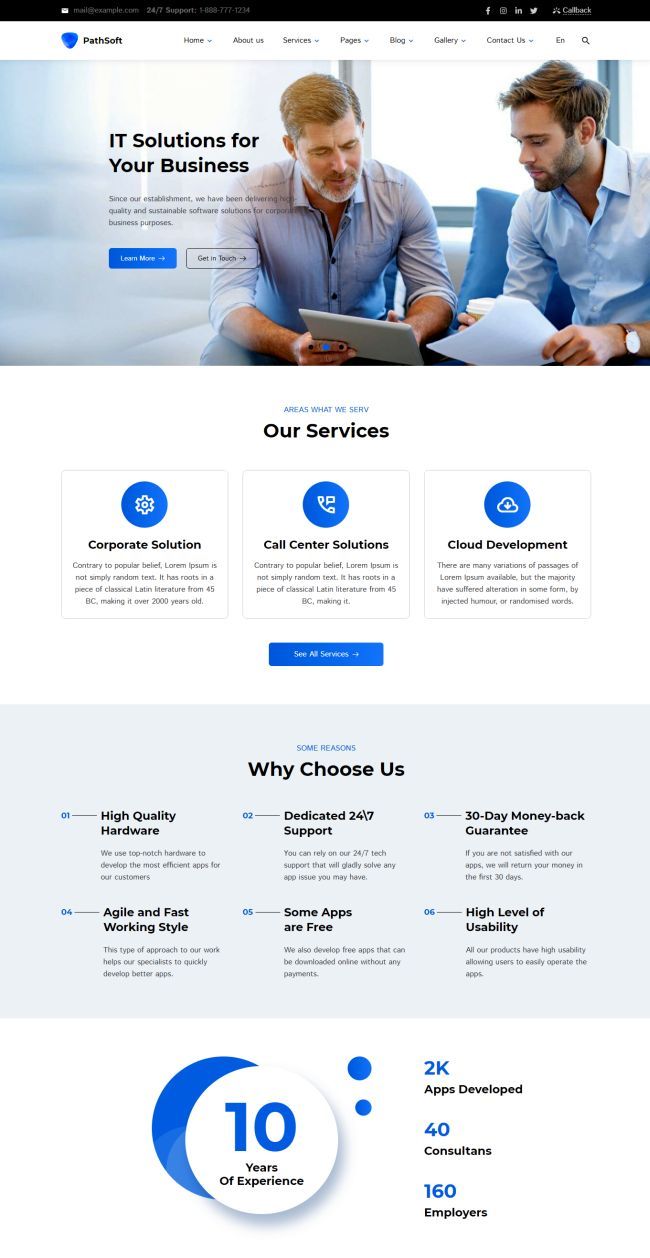 mail@example.com 24/7 Support: 1-888-777-1234 Callback
PathSoft Home About us Services Pages Blog Gallery Contact Us En
IT Solutions for
Your Business
Since our establishment, we have been delivering high-
quality and sustainable software solutions for corporate
business purposes.
Learn More → Get in Touch →
AREAS WHAT WE SERV
Our Services
Corporate Solution
Contrary to popular belief, Lorem Ipsum is
not simply random text. It has roots in a
piece of classical Latin literature from 45
BC, making it over 2000 years old.
Call Center Solutions
Contrary to popular belief, Lorem Ipsum is
not simply random text. It has roots in a
piece of classical Latin literature from 45
BC, making it.
Cloud Development
There are many variations of passages of
Lorem Ipsum available, but the majority
have suffered alteration in some form, by
injected humour, or randomised words.
See All Services →
SOME REASONS
Why Choose Us
01 High Quality
Hardware
We use top-notch hardware to
develop the most efficient apps for
our customers
02 Dedicated 24\7
Support
You can rely on our 24/7 tech
support that will gladly solve any
app issue you may have.
03 30-Day Money-back
Guarantee
If you are not satisfied with our
apps, we will return your money in
the first 30 days.
04 Agile and Fast
Working Style
This type of approach to our work
helps our specialists to quickly
develop better apps.
05 Some Apps
are Free
We also develop free apps that can
be downloaded online without any
payments.
06 High Level of
Usability
All our products have high usability
allowing users to easily operate the
apps.
10
Years
Of Experience
2K
Apps Developed
40
Consultans
160
Employers